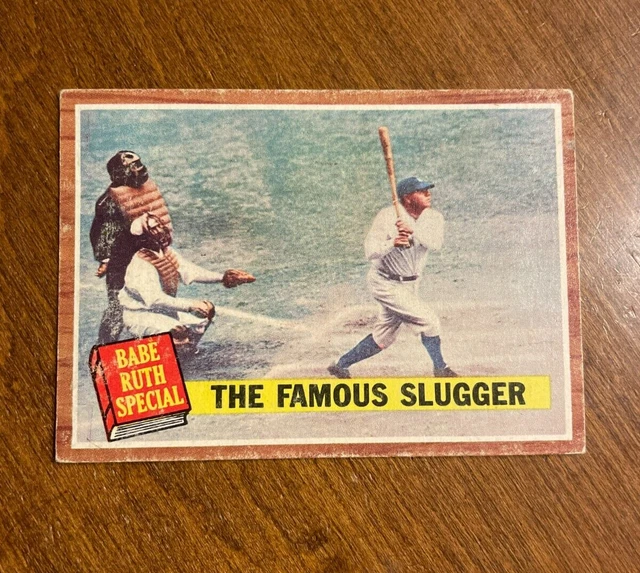 BABE
RUTH
SPECIAL
THE FAMOUS SLUGGER